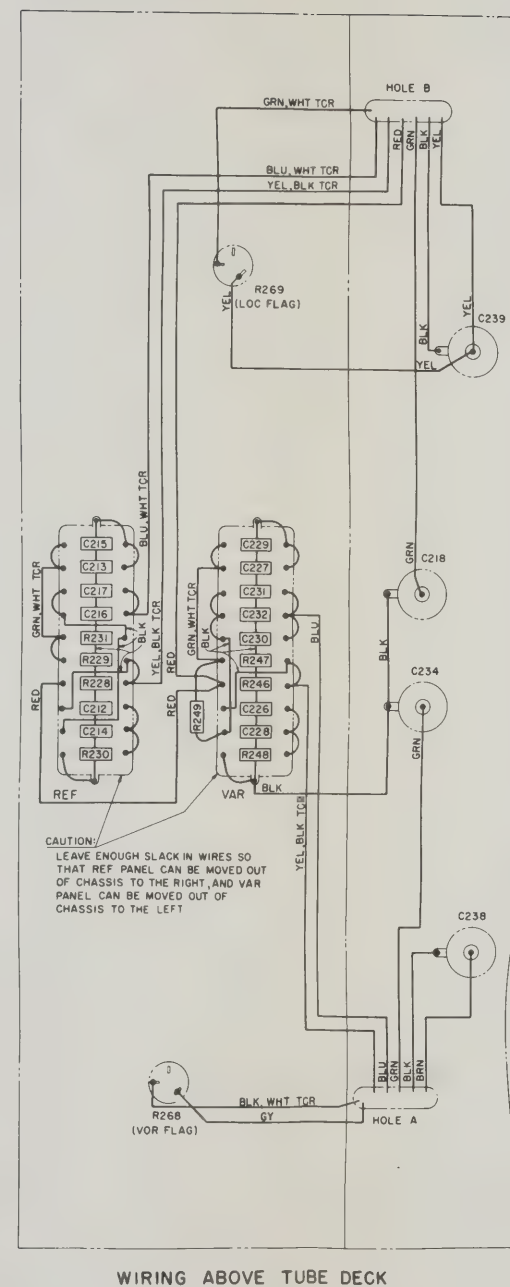 HOLE B
GRN, WHT TCR
RED
GRN
BLK
YEL
BLU, WHT TCR
YEL, BLK TCR
R269
(LOC FLAG)
YEL
C239
BLK
YEL
YEL
BLU, WHT TCR
GRN, WHT TCR
C215
C213
C217
C216
R231
R229
R228
C212
C214
R230
BLK
YEL, BLK TCR
RED
REF
GRN, WHT TCR
BLK
RED
RED
R249
C229
C227
C231
C232
C230
R247
R246
C226
C228
R248
BLU
VAR
BLK
GRN
C218
BLK
C234
GRN
YEL, BLK TCR
CAUTION:
LEAVE ENOUGH SLACK IN WIRES SO
THAT REF PANEL CAN BE MOVED OUT
OF CHASSIS TO THE RIGHT, AND VAR
PANEL CAN BE MOVED OUT OF
CHASSIS TO THE LEFT
C238
BLU
GRN
BLK
BRN
R268
(VOR FLAG)
BLK, WHT TCR
GY
HOLE A
WIRING ABOVE TUBE DECK